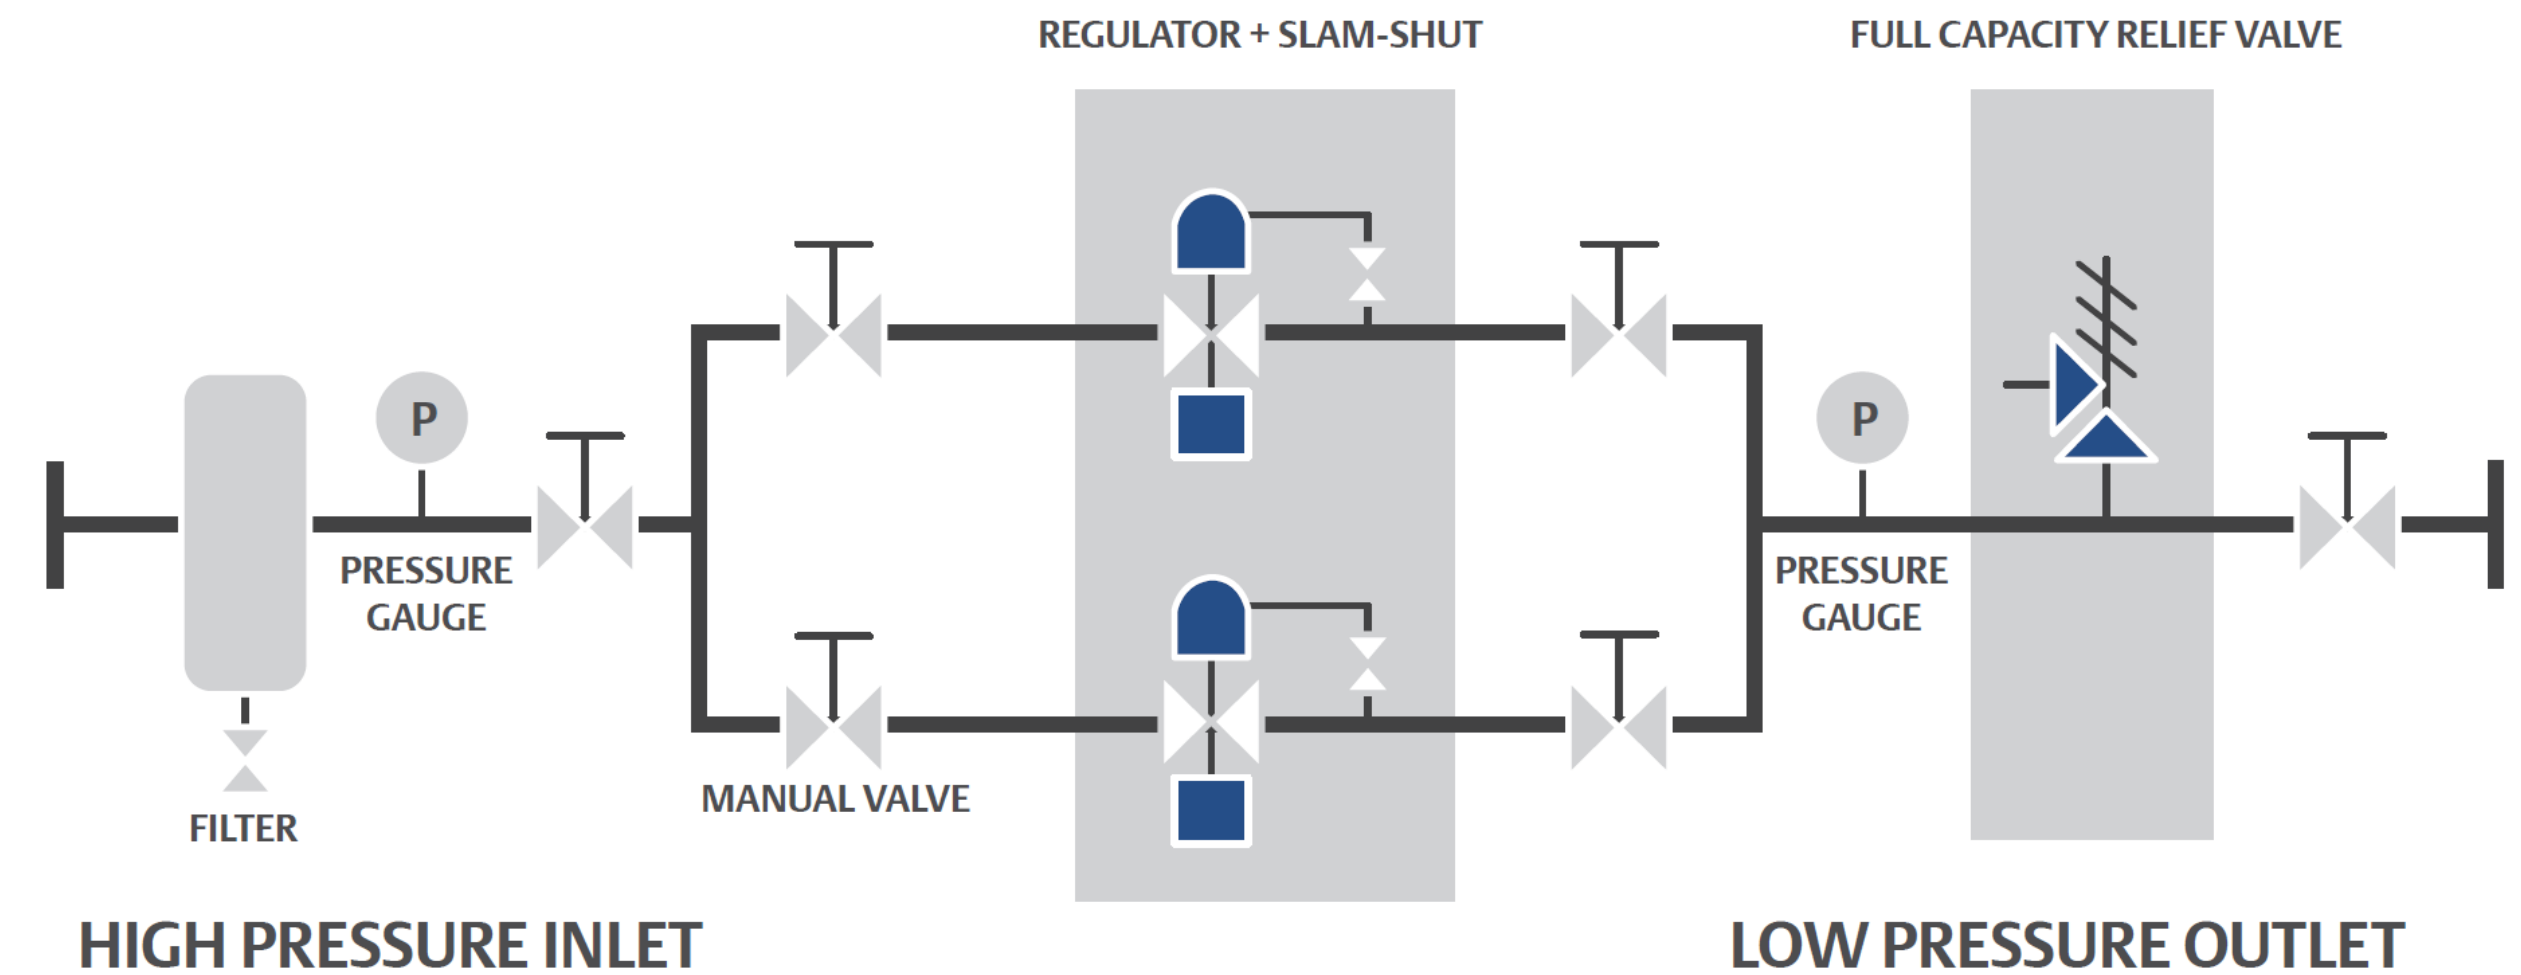 REGULATOR + SLAM-SHUT
FULL CAPACITY RELIEF VALVE
P
PRESSURE
GAUGE
P
PRESSURE
GAUGE
MANUAL VALVE
FILTER
HIGH PRESSURE INLET
LOW PRESSURE OUTLET